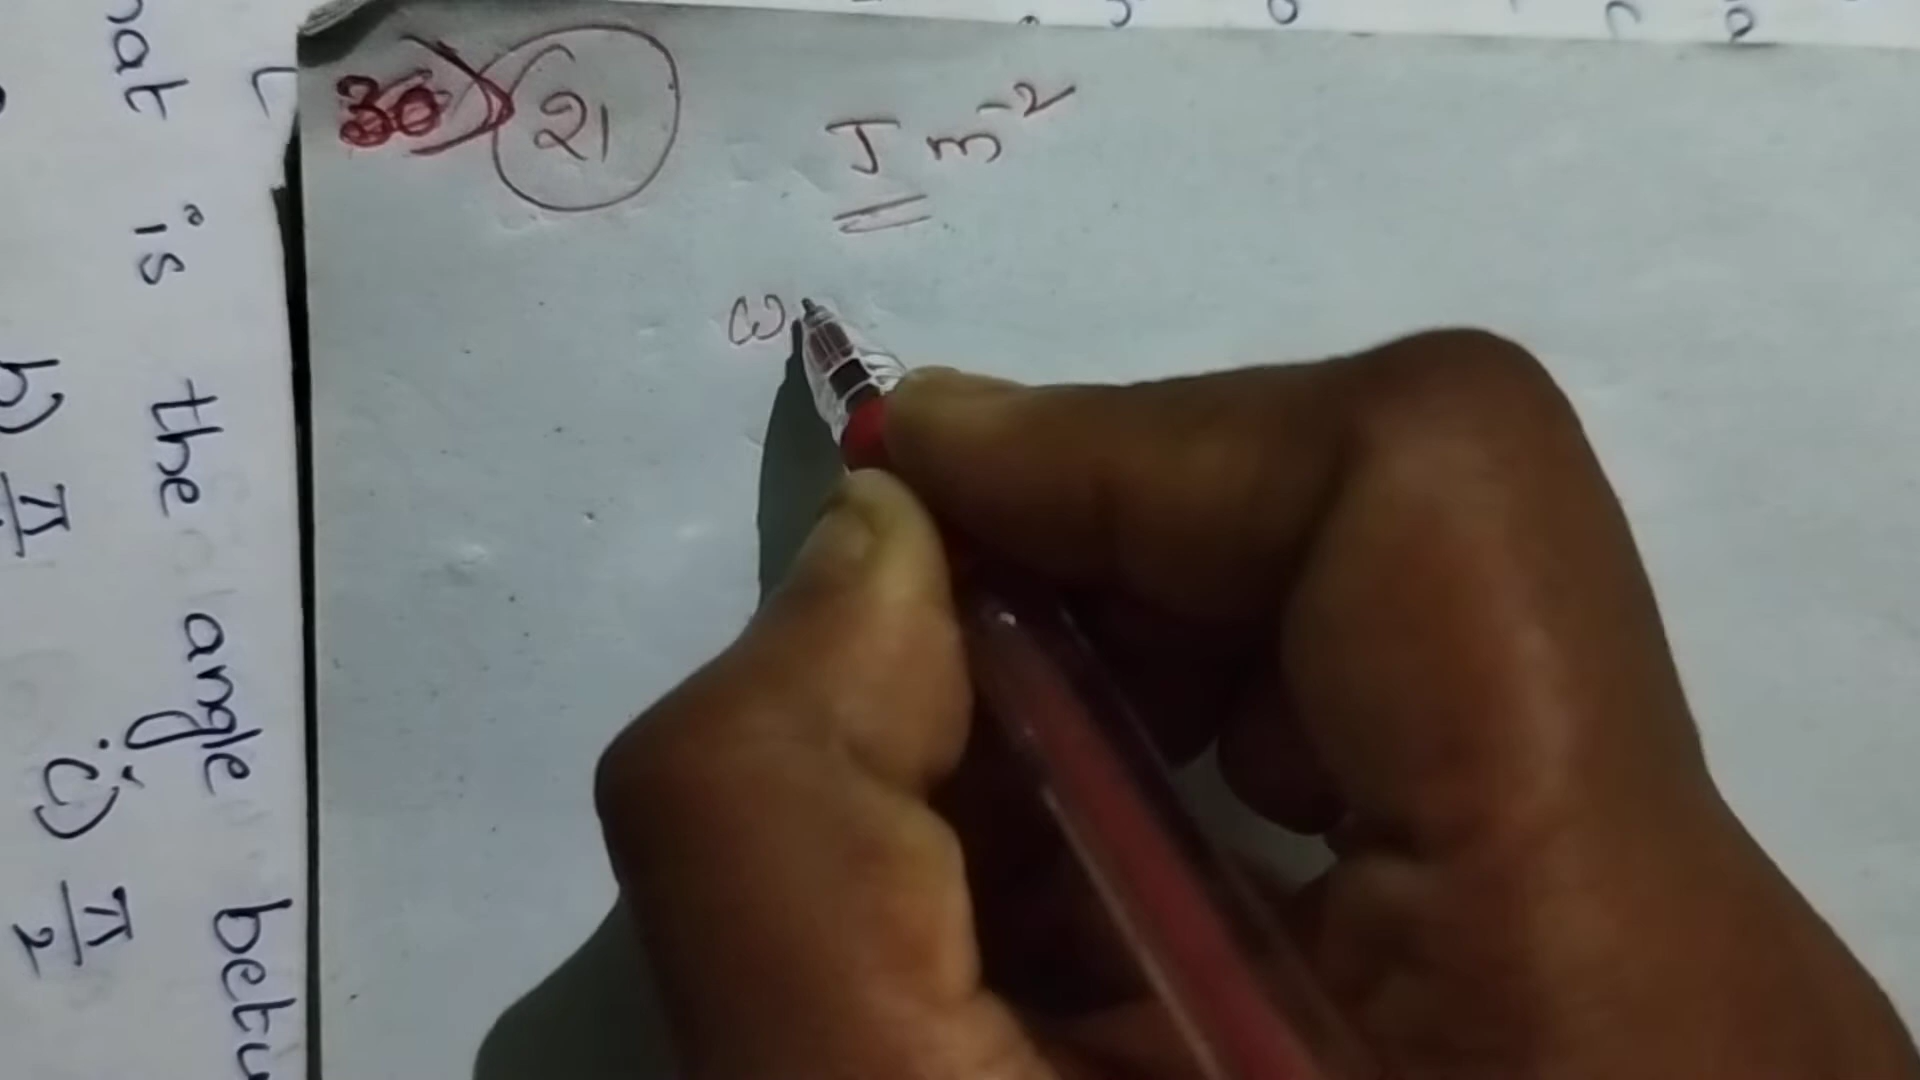 30) 21
J m⁻²
ω
hat is the angle betw
b) π
c) π/2